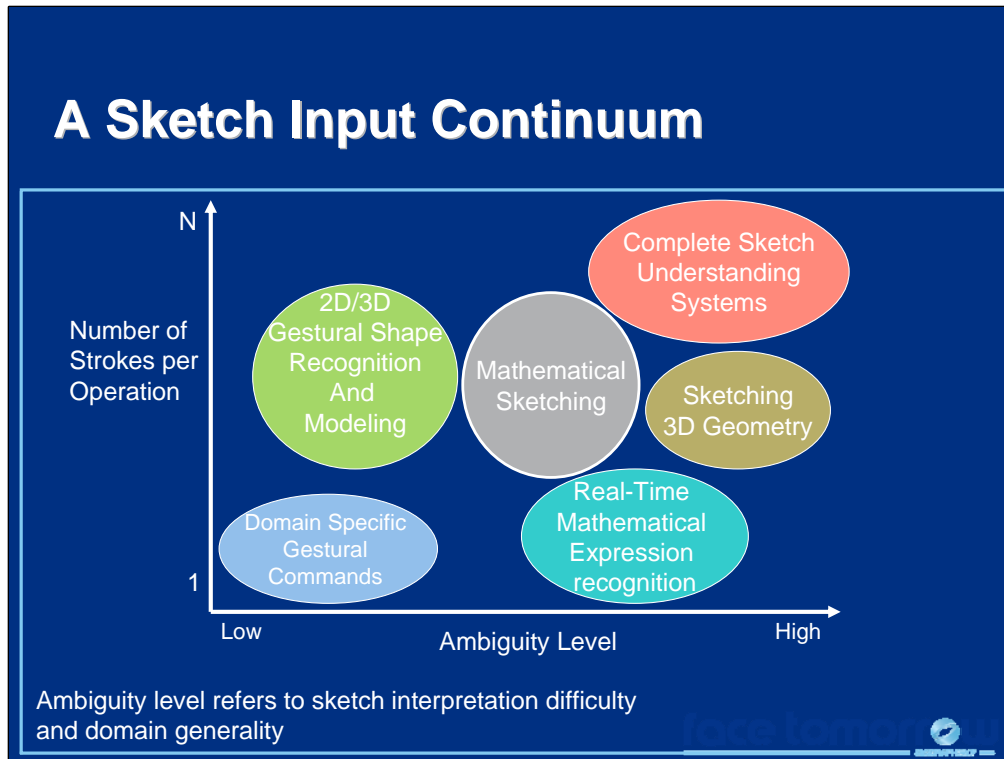 A Sketch Input Continuum
N
Number of
Strokes per
Operation
1
2D/3D
Gestural Shape
Recognition
And
Modeling
Mathematical
Sketching
Complete Sketch
Understanding
Systems
Sketching
3D Geometry
Domain Specific
Gestural
Commands
Real-Time
Mathematical
Expression
recognition
Low
Ambiguity Level
High
Ambiguity level refers to sketch interpretation difficulty
and domain generality
face tomorrow